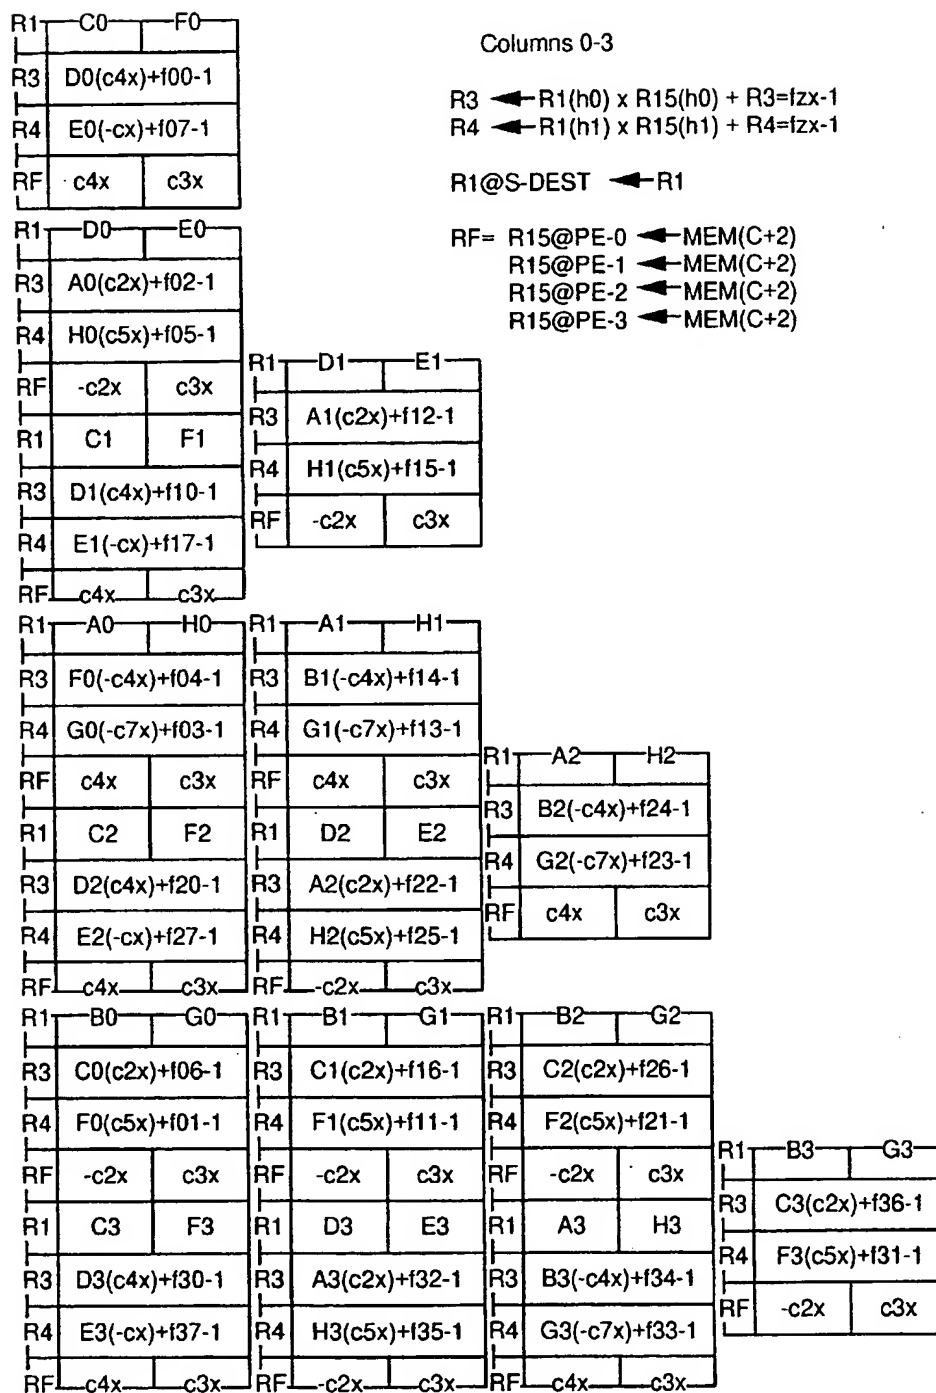 Columns 0-3
R3 ← R1(h0) x R15(h0) + R3=fzx-1
R4 ← R1(h1) x R15(h1) + R4=fzx-1
R1@S-DEST ← R1
RF= R15@PE-0 ← MEM(C+2)
R15@PE-1 ← MEM(C+2)
R15@PE-2 ← MEM(C+2)
R15@PE-3 ← MEM(C+2)
R1 C0 F0
R3 D0(c4x)+f00-1
R4 E0(-cx)+f07-1
RF c4x c3x
R1 D0 E0
R3 A0(c2x)+f02-1
R4 H0(c5x)+f05-1
RF -c2x c3x
R1 C1 F1
R3 D1(c4x)+f10-1
R4 E1(-cx)+f17-1
RF c4x c3x
R1 D1 E1
R3 A1(c2x)+f12-1
R4 H1(c5x)+f15-1
RF -c2x c3x
R1 A0 H0
R3 F0(-c4x)+f04-1
R4 G0(-c7x)+f03-1
RF c4x c3x
R1 C2 F2
R3 D2(c4x)+f20-1
R4 E2(-cx)+f27-1
RF c4x c3x
R1 A1 H1
R3 B1(-c4x)+f14-1
R4 G1(-c7x)+f13-1
RF c4x c3x
R1 D2 E2
R3 A2(c2x)+f22-1
R4 H2(c5x)+f25-1
RF -c2x c3x
R1 A2 H2
R3 B2(-c4x)+f24-1
R4 G2(-c7x)+f23-1
RF c4x c3x
R1 B0 G0
R3 C0(c2x)+f06-1
R4 F0(c5x)+f01-1
RF -c2x c3x
R1 C3 F3
R3 D3(c4x)+f30-1
R4 E3(-cx)+f37-1
RF c4x c3x
R1 B1 G1
R3 C1(c2x)+f16-1
R4 F1(c5x)+f11-1
RF -c2x c3x
R1 D3 E3
R3 A3(c2x)+f32-1
R4 H3(c5x)+f35-1
RF -c2x c3x
R1 B2 G2
R3 C2(c2x)+f26-1
R4 F2(c5x)+f21-1
RF -c2x c3x
R1 A3 H3
R3 B3(-c4x)+f34-1
R4 G3(-c7x)+f33-1
RF c4x c3x
R1 B3 G3
R3 C3(c2x)+f36-1
R4 F3(c5x)+f31-1
RF -c2x c3x